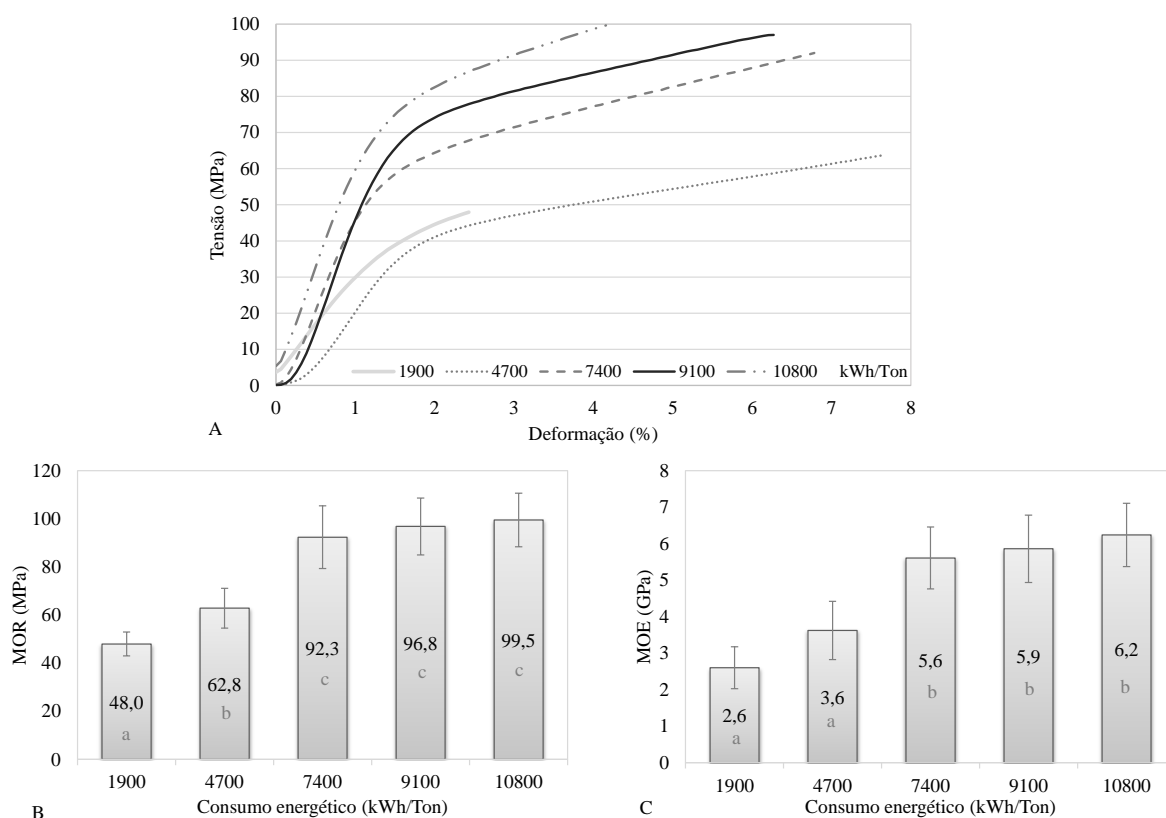 100
90
80
70
60
50
40
30
20
10
0
Tensão (MPa)
1900 4700 7400 9100 10800 kWh/Ton
0 1 2 3 4 5 6 7 8
Deformação (%)
A
120
100
80
60
40
20
0
MOR (MPa)
48,0 62,8 92,3 96,8 99,5
a b c c c
1900 4700 7400 9100 10800
Consumo energético (kWh/Ton)
B
8
7
6
5
4
3
2
1
0
MOE (GPa)
2,6 3,6 5,6 5,9 6,2
a a b b b
1900 4700 7400 9100 10800
Consumo energético (kWh/Ton)
C